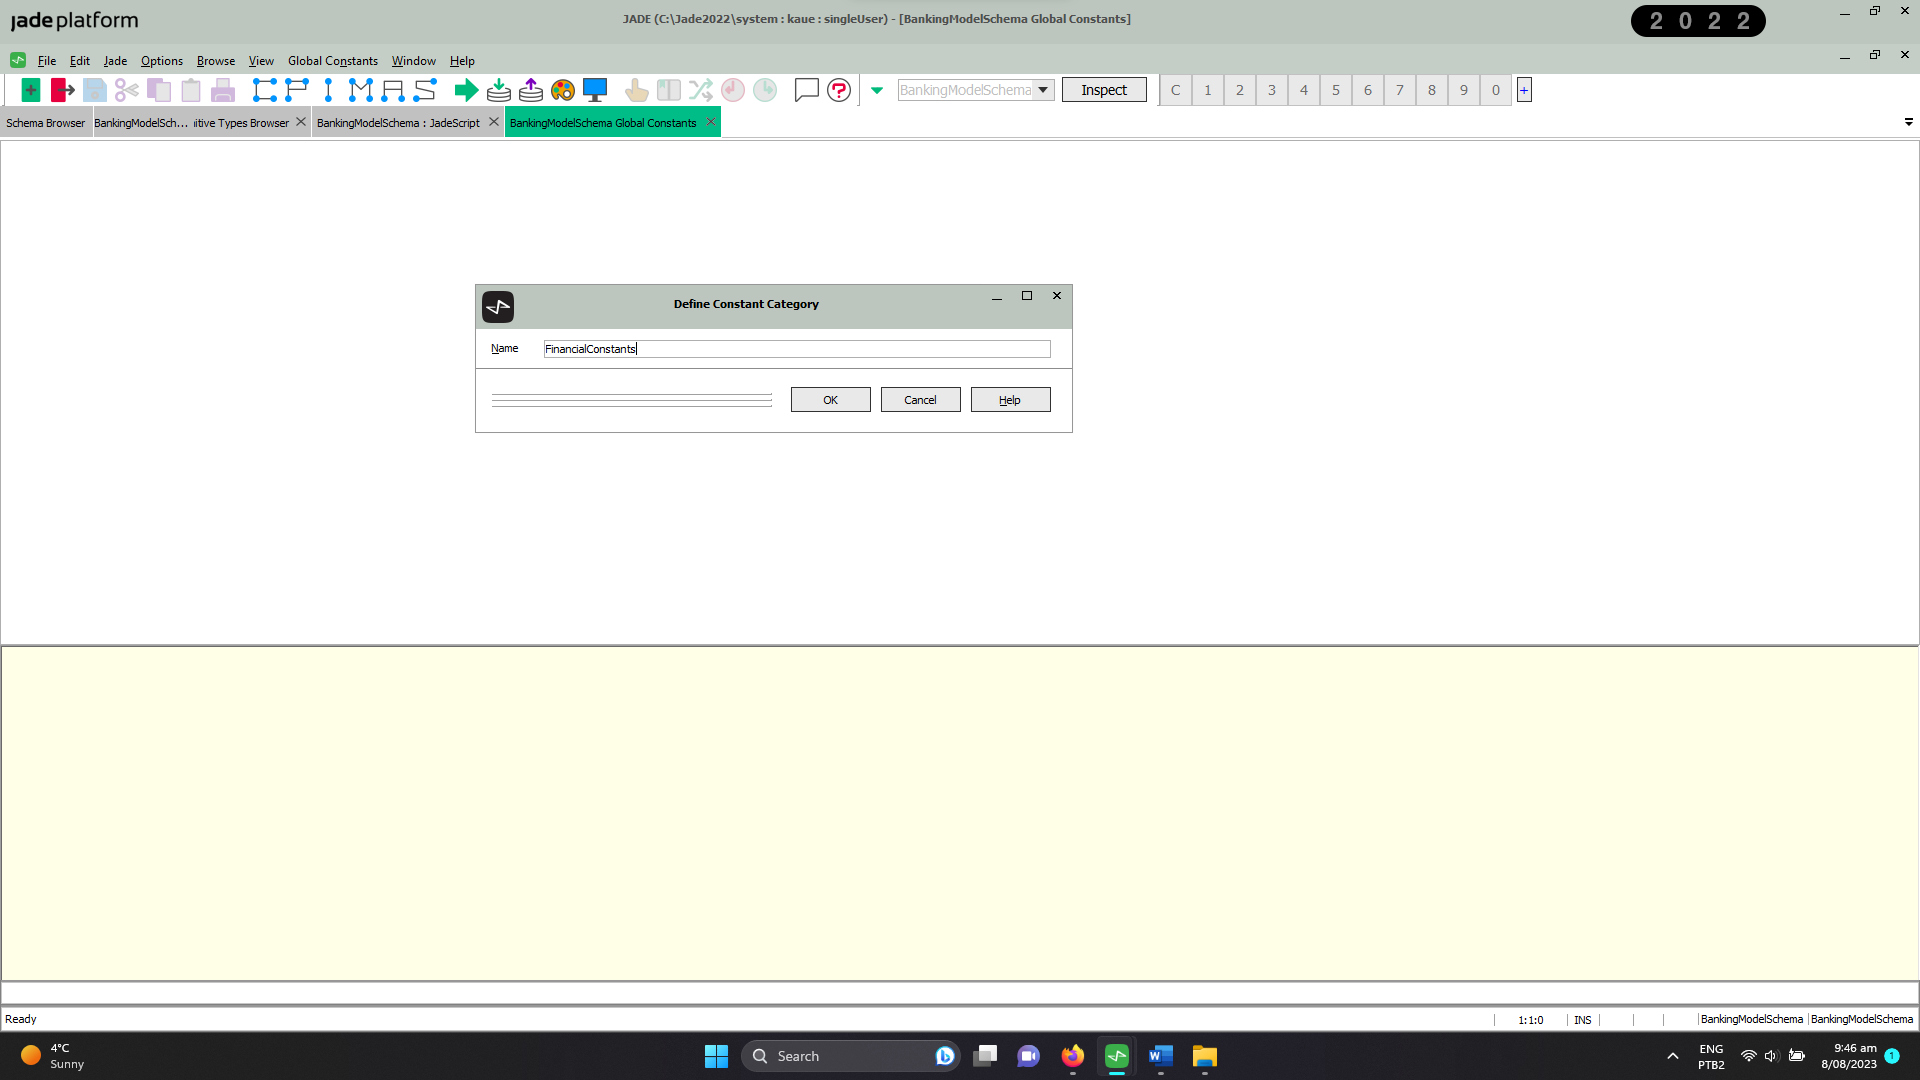 jade platform
JADE (C:\Jade2022\system : kaue : singleUser) - [BankingModelSchema Global Constants]
2 0 2 2
File Edit Jade Options Browse View Global Constants Window Help
BankingModelSchema Inspect C 1 2 3 4 5 6 7 8 9 0 +
Schema Browser BankingModelSch... itive Types Browser BankingModelSchema : JadeScript BankingModelSchema Global Constants
Define Constant Category
Name FinancialConstants
OK Cancel Help
Ready 1:1:0 INS BankingModelSchema BankingModelSchema
4°C
Sunny
Search
ENG
PTB2
9:46 am
8/08/2023
1